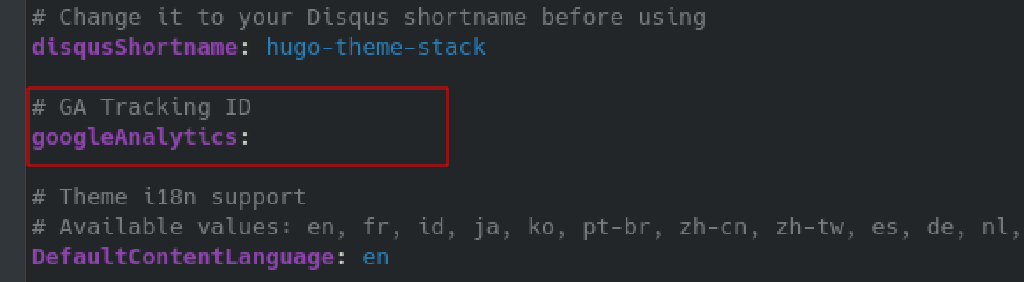 # Change it to your Disqus shortname before using
disqusShortname: hugo-theme-stack
# GA Tracking ID
googleAnalytics:
# Theme i18n support
# Available values: en, fr, id, ja, ko, pt-br, zh-cn, zh-tw, es, de, nl,
DefaultContentLanguage: en